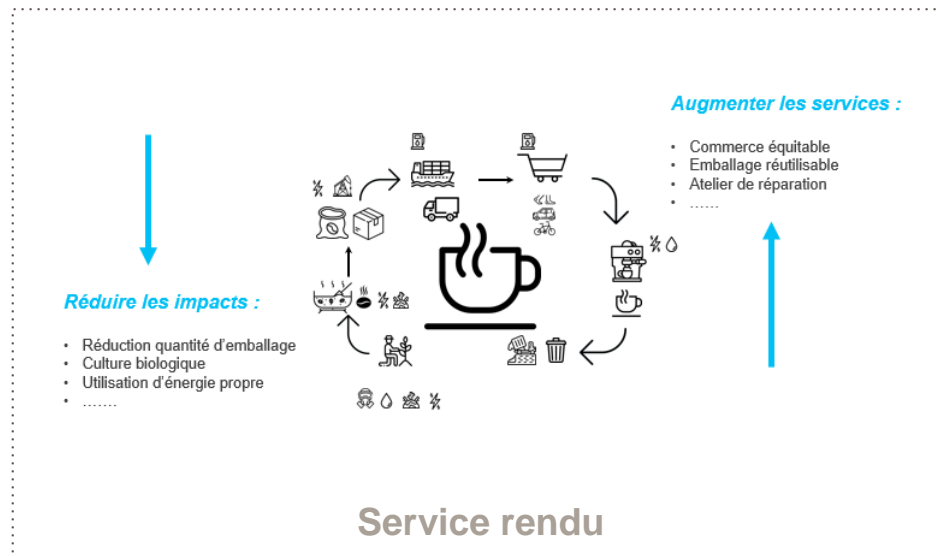 Augmenter les services :
• Commerce équitable
• Emballage réutilisable
• Atelier de réparation
• ……
Réduire les impacts :
• Réduction quantité d’emballage
• Culture biologique
• Utilisation d’énergie propre
• …….
Service rendu